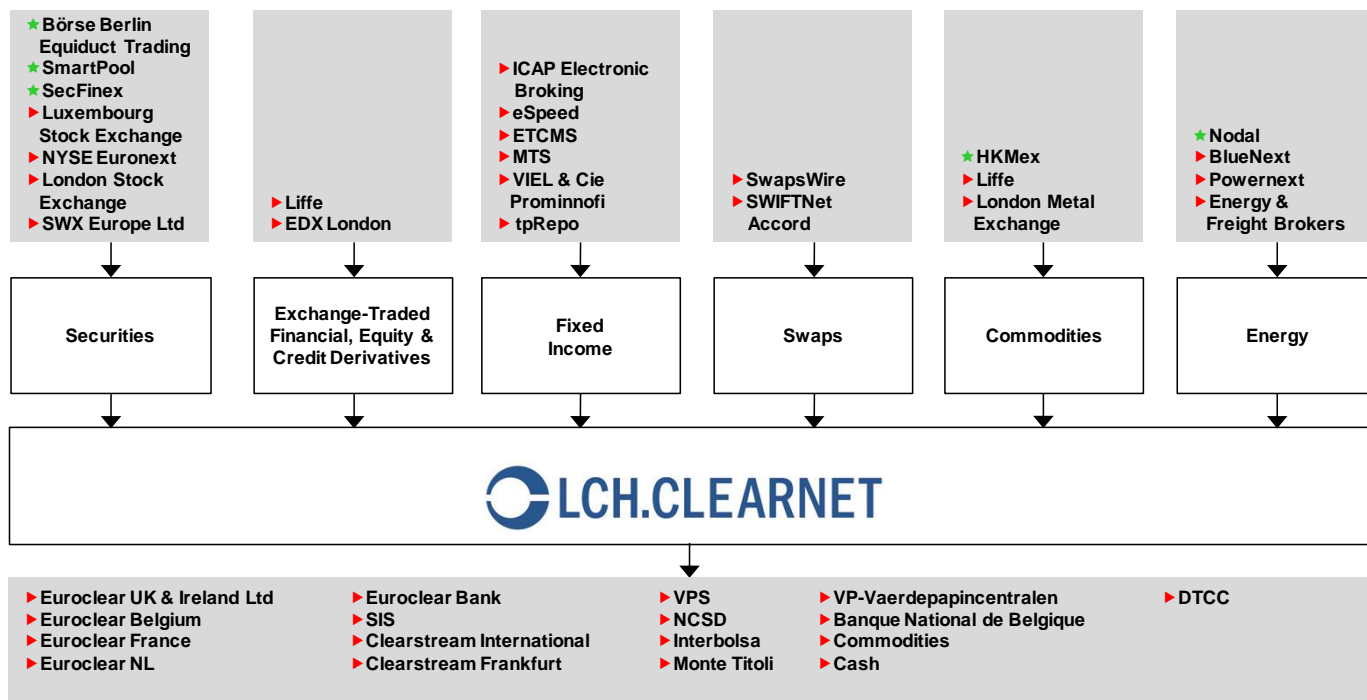 Börse Berlin
Equiduct Trading
SmartPool
SecFinex
Luxembourg
Stock Exchange
NYSE Euronext
London Stock
Exchange
SWX Europe Ltd
Liffe
EDX London
ICAP Electronic
Broking
eSpeed
ETCMS
MTS
VIEL & Cie
Prominnofi
tpRepo
SwapsWire
SWIFTNet
Accord
HKMex
Liffe
London Metal
Exchange
Nodal
BlueNext
Powernext
Energy &
Freight Brokers
Securities
Exchange-Traded
Financial, Equity &
Credit Derivatives
Fixed
Income
Swaps
Commodities
Energy
LCH.CLEARNET
Euroclear UK & Ireland Ltd
Euroclear Belgium
Euroclear France
Euroclear NL
Euroclear Bank
SIS
Clearstream International
Clearstream Frankfurt
VPS
NCSD
Interbolsa
Monte Titoli
VP-Vaerdepapincentralen
Banque National de Belgique
Commodities
Cash
DTCC